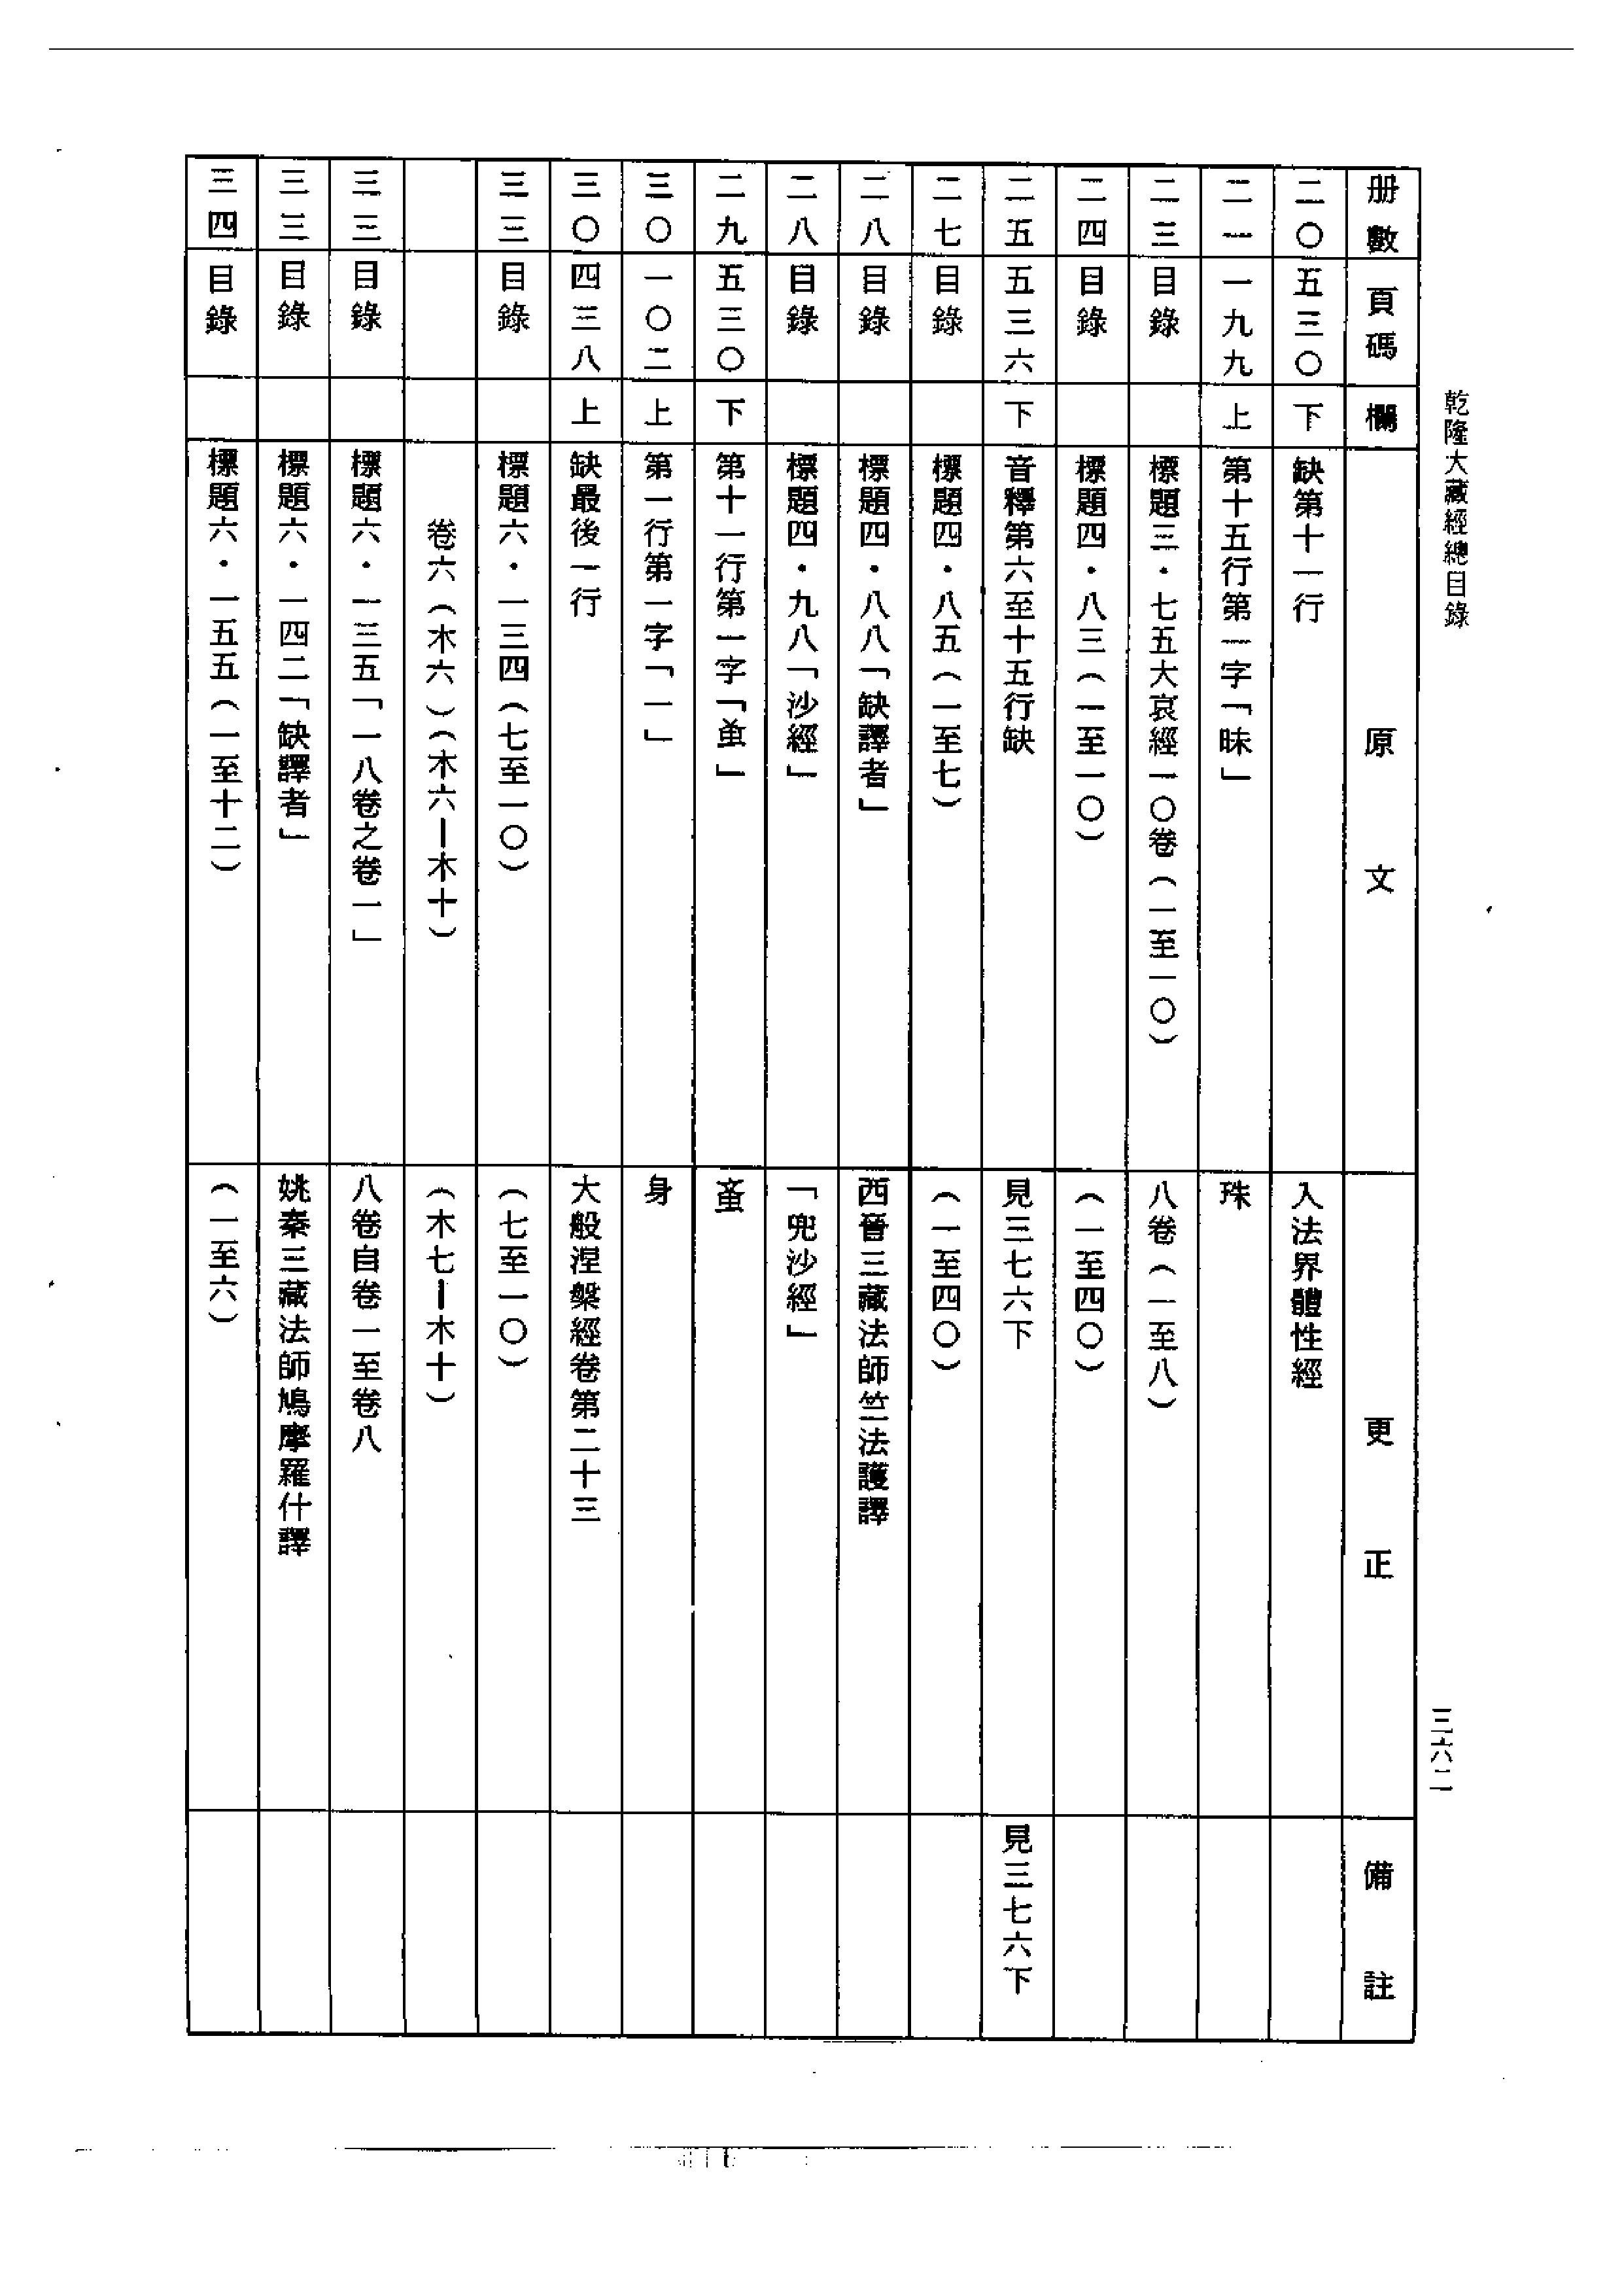 乾隆大藏經總目錄
三六二
册數 頁碼 欄 原文 更正 備註
二〇 五三〇 下 缺第十一行 入法界體性經
二一 一九九 上 第十五行第一字「昧」 珠
二三 目錄 標題三・七五大哀經一〇卷（一至一〇） 八卷（一至八）
二四 目錄 標題四・八三（一至一〇） （一至四〇）
二五 五三六 下 音釋第六至十五行缺 見三七六下 見三七六下
二七 目錄 標題四・八五（一至七） （一至四〇）
二八 目錄 標題四・八八「缺譯者」 西晉三藏法師竺法護譯
二八 目錄 標題四・九八「沙經」 「兜沙經」
二九 五三〇 下 第十一行第一字「䖝」 蚉
三〇 一〇二 上 第一行第一字「一」 身
三〇 四三八 上 缺最後一行 大般涅槃經卷第二十三
三三 目錄 標題六・一三四（七至一〇） （七至一〇）
卷六（木六）（木六—木十） （木七—木十）
三三 目錄 標題六・一三五「一八卷之卷一」 八卷自卷一至卷八
三三 目錄 標題六・一四二「缺譯者」 姚秦三藏法師鳩摩羅什譯
三四 目錄 標題六・一五五（一至十二） （一至六）